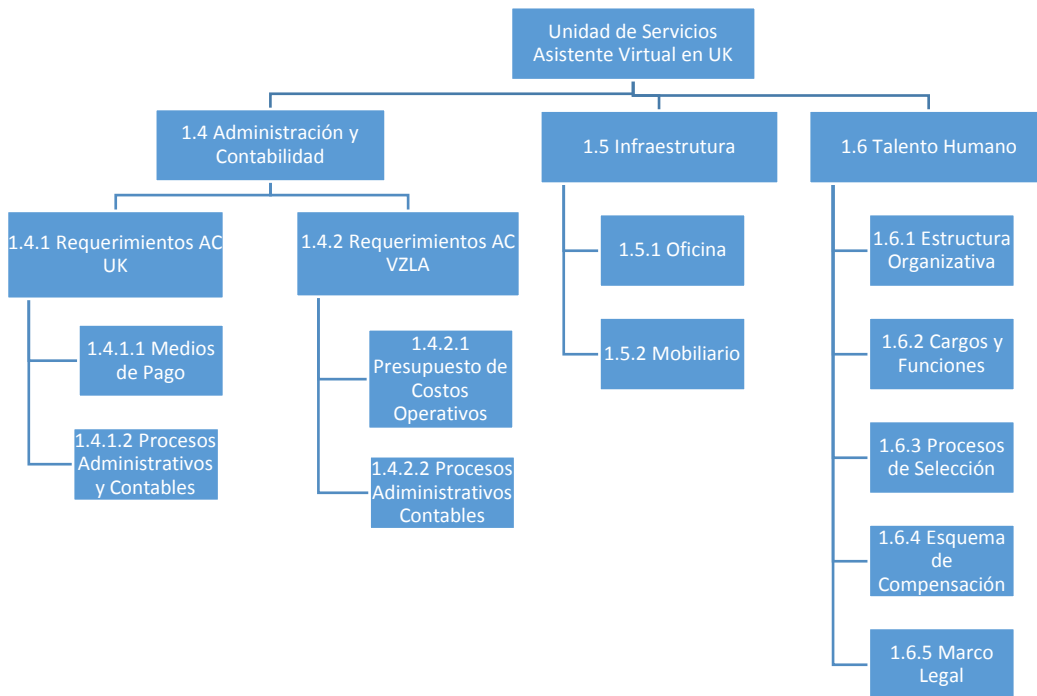 Unidad de Servicios
Asistente Virtual en UK
1.4 Administración y
Contabilidad
1.5 Infraestrutura
1.6 Talento Humano
1.4.1 Requerimientos AC
UK
1.4.2 Requerimientos AC
VZLA
1.5.1 Oficina
1.6.1 Estructura
Organizativa
1.4.1.1 Medios
de Pago
1.4.2.1
Presupuesto de
Costos
Operativos
1.5.2 Mobiliario
1.6.2 Cargos y
Funciones
1.4.1.2 Procesos
Administrativos
y Contables
1.4.2.2 Procesos
Adiministrativos
Contables
1.6.3 Procesos
de Selección
1.6.4 Esquema
de
Compensación
1.6.5 Marco
Legal